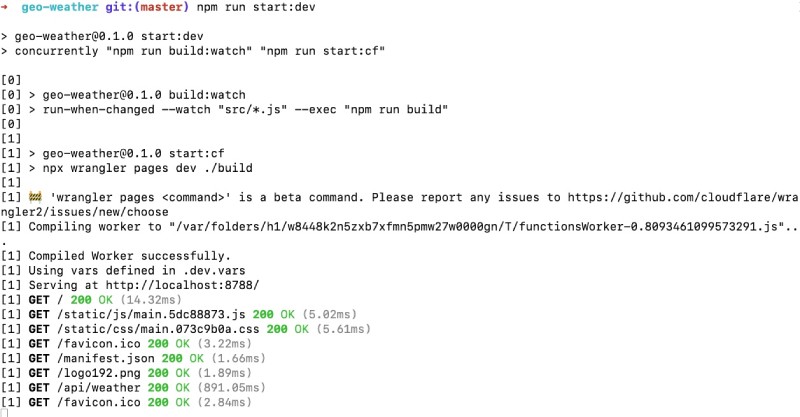 → geo-weather git:(master) npm run start:dev
> geo-weather@0.1.0 start:dev
> concurrently "npm run build:watch" "npm run start:cf"
[0]
[0] > geo-weather@0.1.0 build:watch
[0] > run-when-changed --watch "src/*.js" --exec "npm run build"
[0]
[1]
[1] > geo-weather@0.1.0 start:cf
[1] > npx wrangler pages dev ./build
[1]
[1] 🚧 'wrangler pages <command>' is a beta command. Please report any issues to https://github.com/cloudflare/wra
ngler2/issues/new/choose
[1] Compiling worker to "/var/folders/h1/w8448k2n5zxb7xfmn5pmw27w0000gn/T/functionsWorker-0.8093461099573291.js"..
.
[1] Compiled Worker successfully.
[1] Using vars defined in .dev.vars
[1] Serving at http://localhost:8788/
[1] GET / 200 OK (14.32ms)
[1] GET /static/js/main.5dc88873.js 200 OK (5.02ms)
[1] GET /static/css/main.073c9b0a.css 200 OK (5.61ms)
[1] GET /favicon.ico 200 OK (3.22ms)
[1] GET /manifest.json 200 OK (1.66ms)
[1] GET /logo192.png 200 OK (1.89ms)
[1] GET /api/weather 200 OK (891.05ms)
[1] GET /favicon.ico 200 OK (2.84ms)